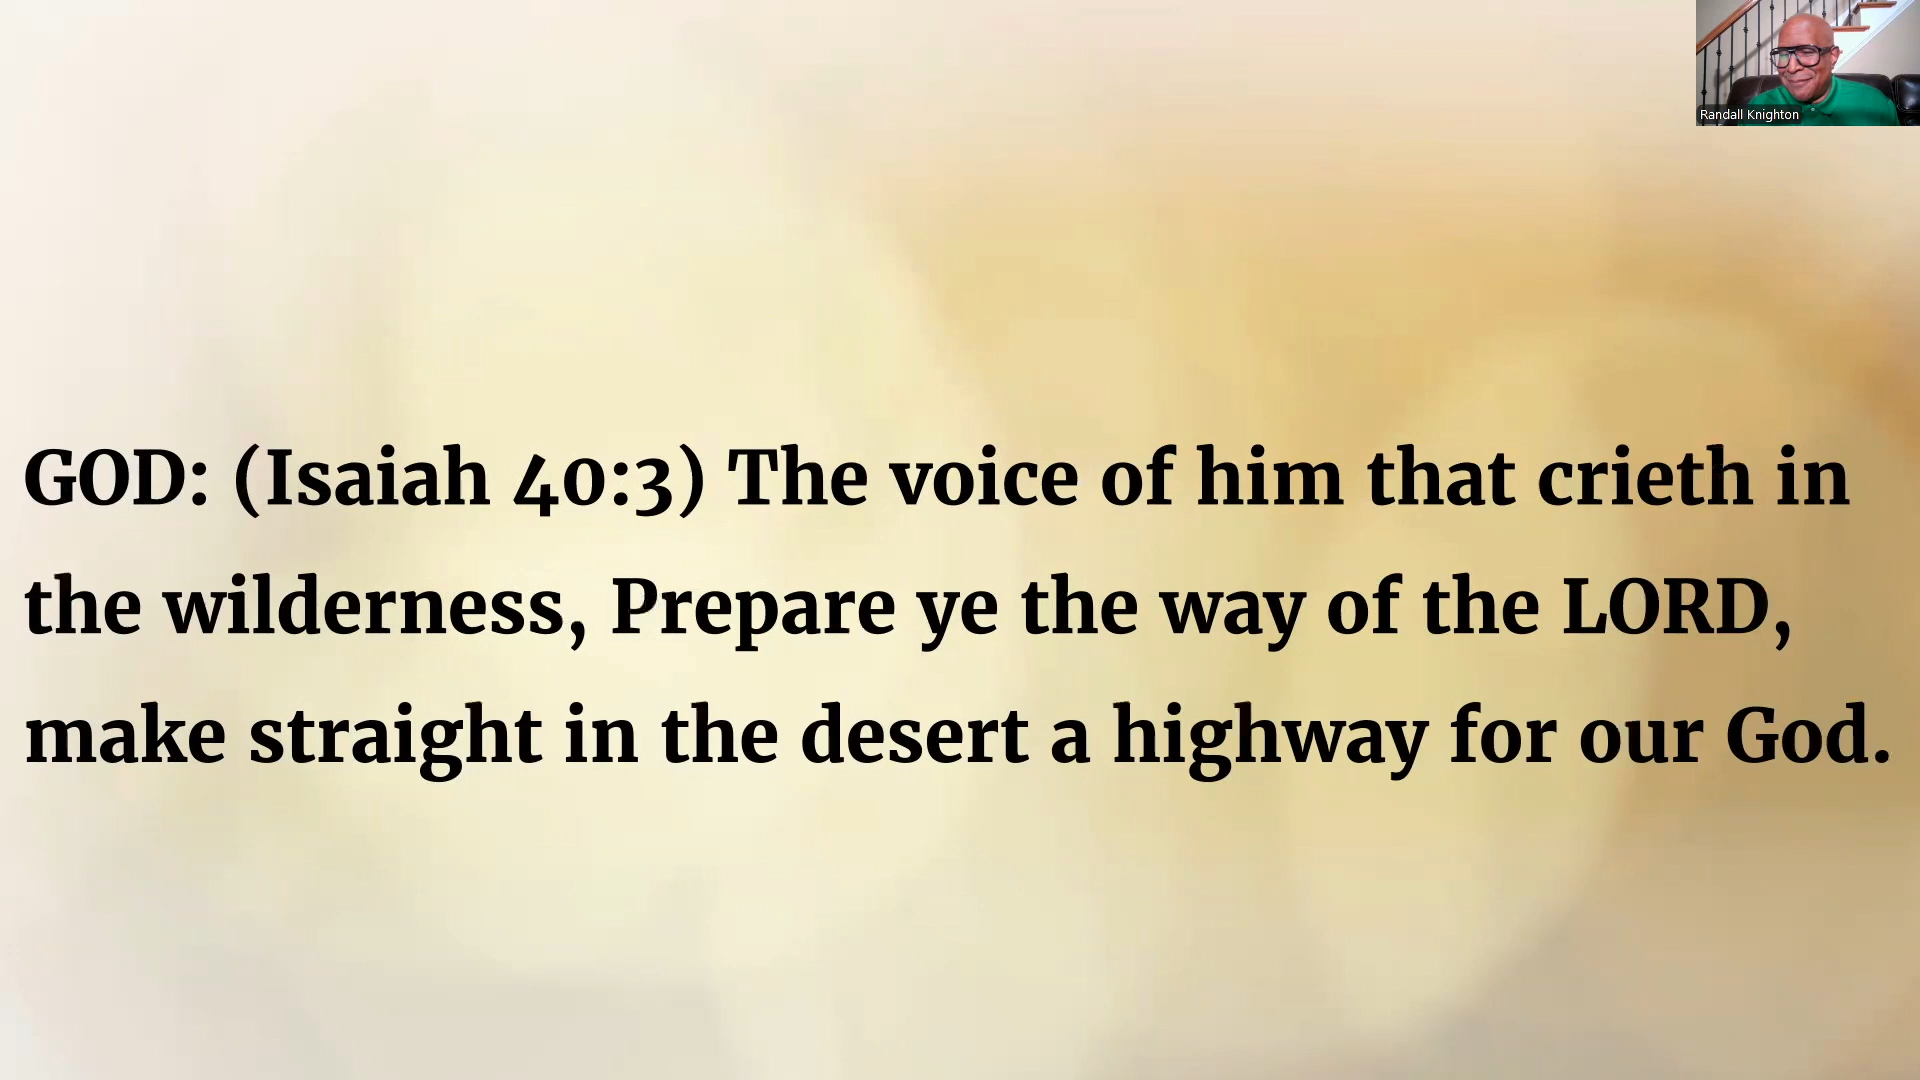 Randall Knighton
GOD: (Isaiah 40:3) The voice of him that crieth in
the wilderness, Prepare ye the way of the LORD,
make straight in the desert a highway for our God.